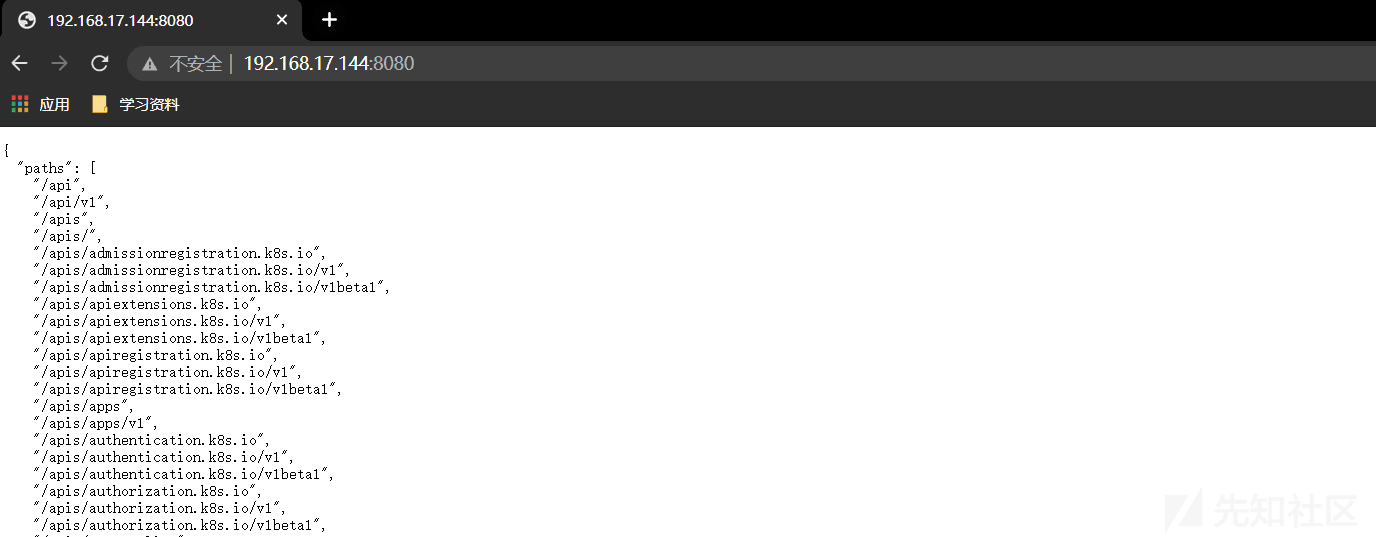 192.168.17.144:8080
不安全 | 192.168.17.144:8080
应用 学习资料
{
"paths": [
"/api",
"/api/v1",
"/apis",
"/apis/",
"/apis/admissionregistration.k8s.io",
"/apis/admissionregistration.k8s.io/v1",
"/apis/admissionregistration.k8s.io/v1beta1",
"/apis/apiextensions.k8s.io",
"/apis/apiextensions.k8s.io/v1",
"/apis/apiextensions.k8s.io/v1beta1",
"/apis/apiregistration.k8s.io",
"/apis/apiregistration.k8s.io/v1",
"/apis/apiregistration.k8s.io/v1beta1",
"/apis/apps",
"/apis/apps/v1",
"/apis/authentication.k8s.io",
"/apis/authentication.k8s.io/v1",
"/apis/authentication.k8s.io/v1beta1",
"/apis/authorization.k8s.io",
"/apis/authorization.k8s.io/v1",
"/apis/authorization.k8s.io/v1beta1",
先知社区